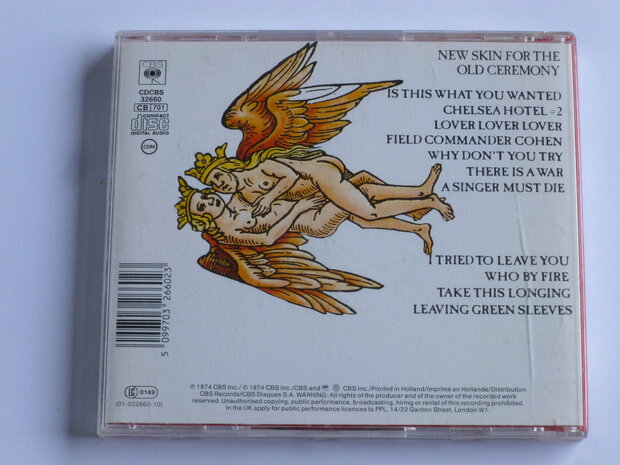 CBS
CDCBS
32660
CB 701
COMPACT
disc
DIGITAL AUDIO
CDM
NEW SKIN FOR THE
OLD CEREMONY
IS THIS WHAT YOU WANTED
CHELSEA HOTEL #2
LOVER LOVER LOVER
FIELD COMMANDER COHEN
WHY DON'T YOU TRY
THERE IS A WAR
A SINGER MUST DIE
I TRIED TO LEAVE YOU
WHO BY FIRE
TAKE THIS LONGING
LEAVING GREEN SLEEVES
5 099703 266023
IC 0149
(01-032660-10)
℗ 1974 CBS Inc./ © 1974 CBS Inc./CBS and ® CBS Inc./Printed in Holland/Imprimé en Hollande/Distribution
CBS Records/CBS Disques S.A. WARNING: All rights of the producer and of the owner of the recorded work
reserved. Unauthorised copying, public performance, broadcasting, hiring or rental of this recording prohibited.
In the UK apply for public performance licences to PPL, 14/22 Ganton Street, London W1.